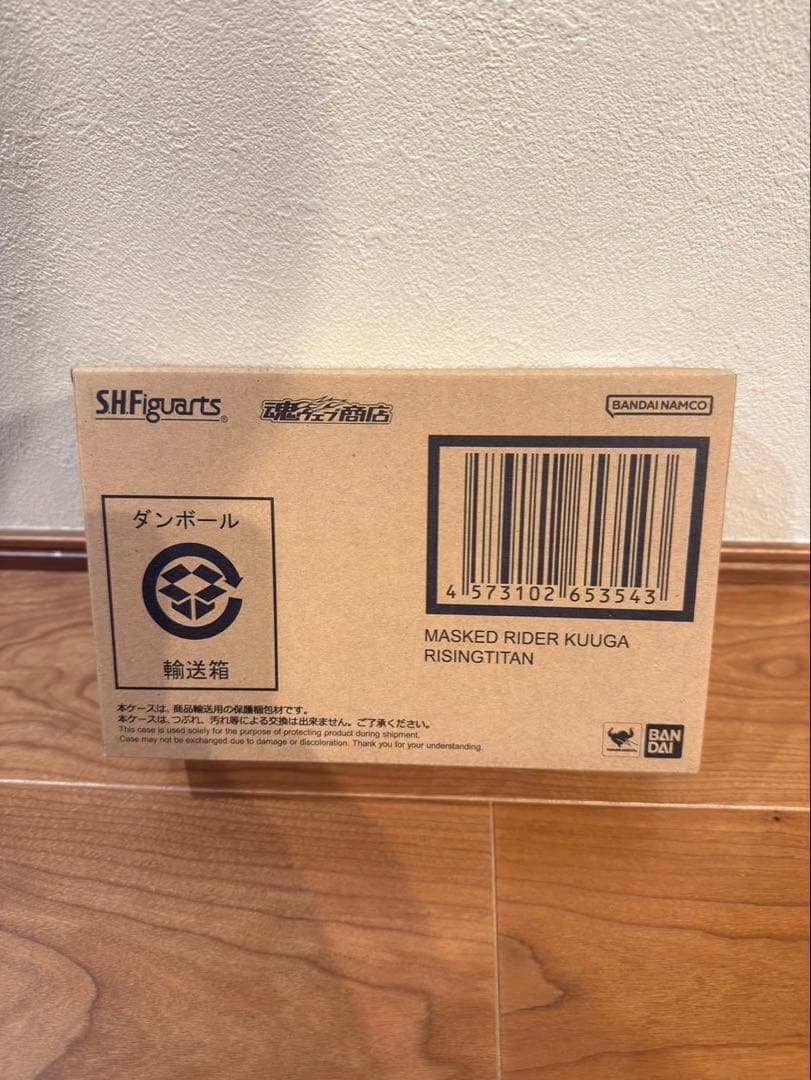 S.H.Figuarts®
魂ウェブ商店
BANDAI NAMCO
ダンボール
輸送箱
4 573102 653543
MASKED RIDER KUUGA
RISINGTITAN
本ケースは、商品輸送用の保護梱包材です。
本ケースは、つぶれ、汚れ等による交換は出来ません。ご了承ください。
This case is used solely for the purpose of protecting product during shipment.
Case may not be exchanged due to damage or discoloration. Thank you for your understanding.
BAN
DAI